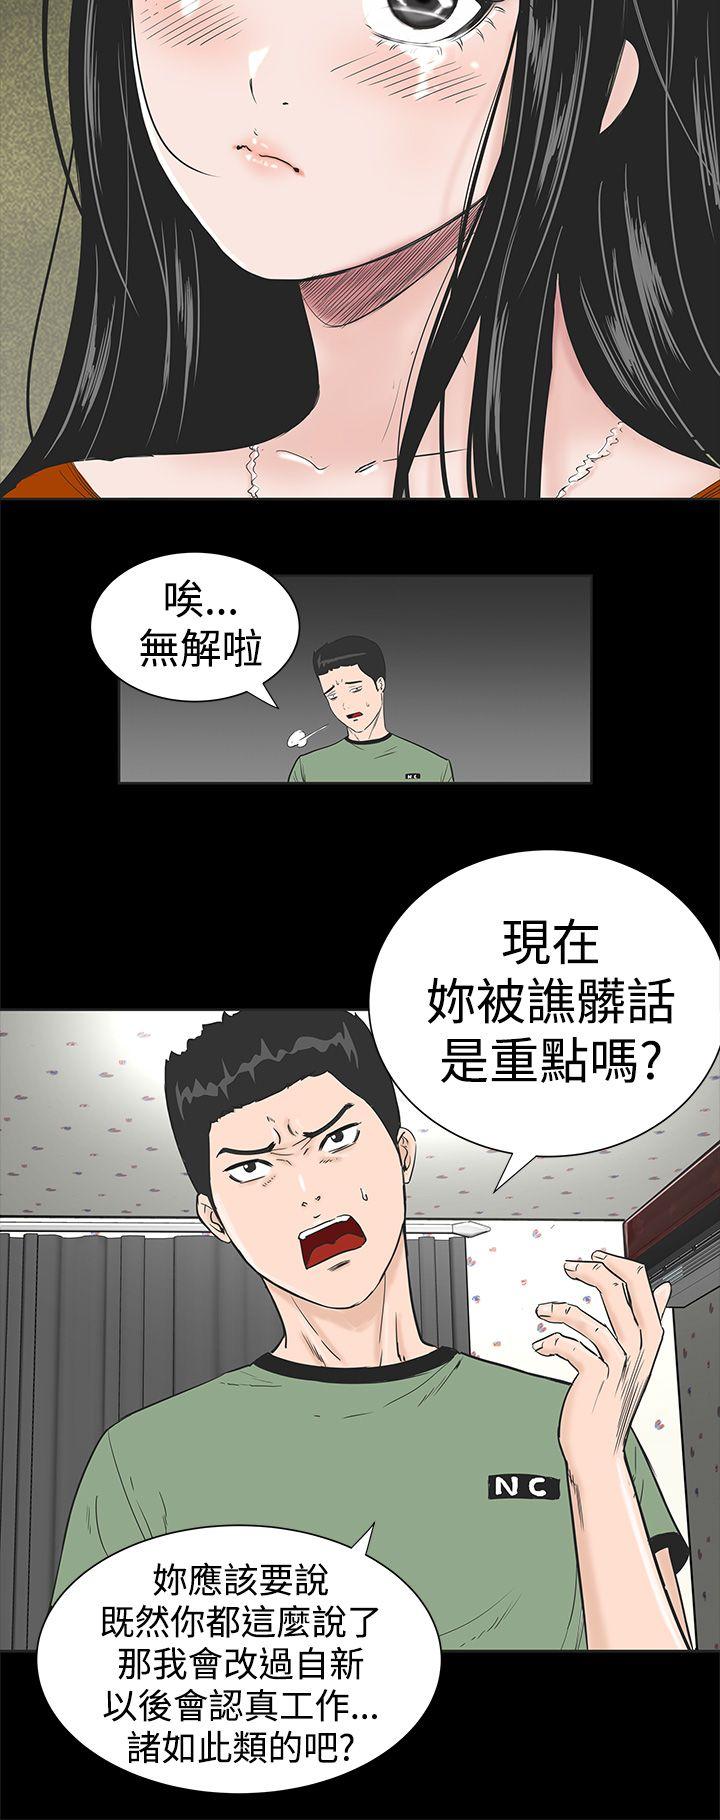 唉...
無解啦
現在
妳被譙髒話
是重點嗎?
NC
NC
妳應該要說
既然你都這麼說了
那我會改過自新
以後會認真工作...
諸如此類的吧?